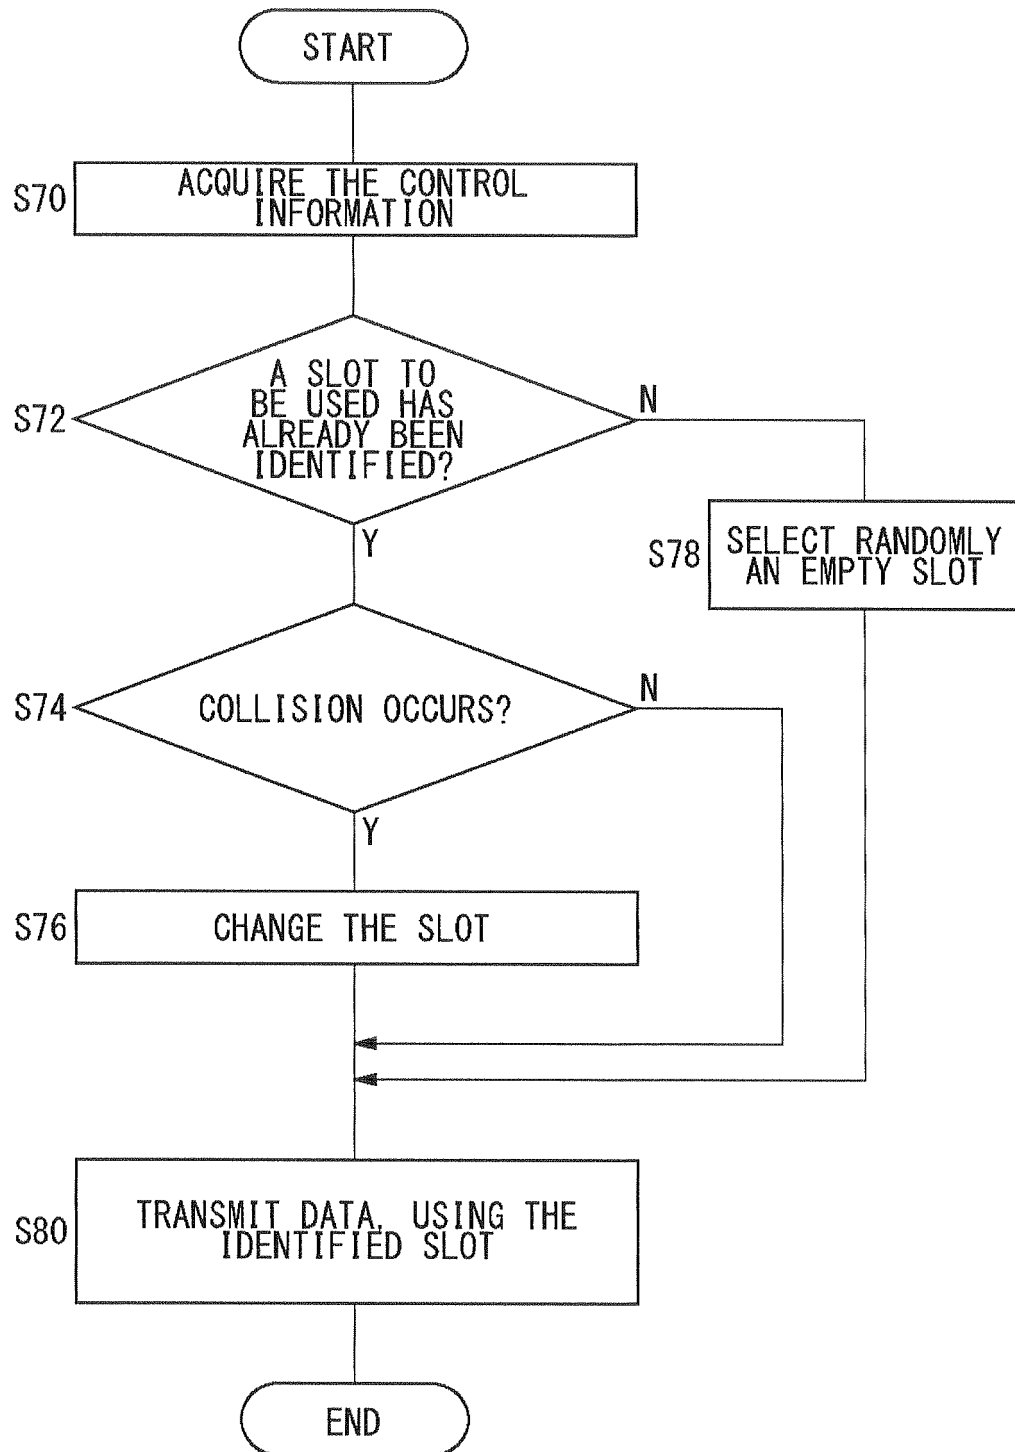 START
S70
ACQUIRE THE CONTROL
INFORMATION
S72
A SLOT TO
BE USED HAS
ALREADY BEEN
IDENTIFIED?
N
Y
S78
SELECT RANDOMLY
AN EMPTY SLOT
S74
COLLISION OCCURS?
N
Y
S76
CHANGE THE SLOT
S80
TRANSMIT DATA, USING THE
IDENTIFIED SLOT
END